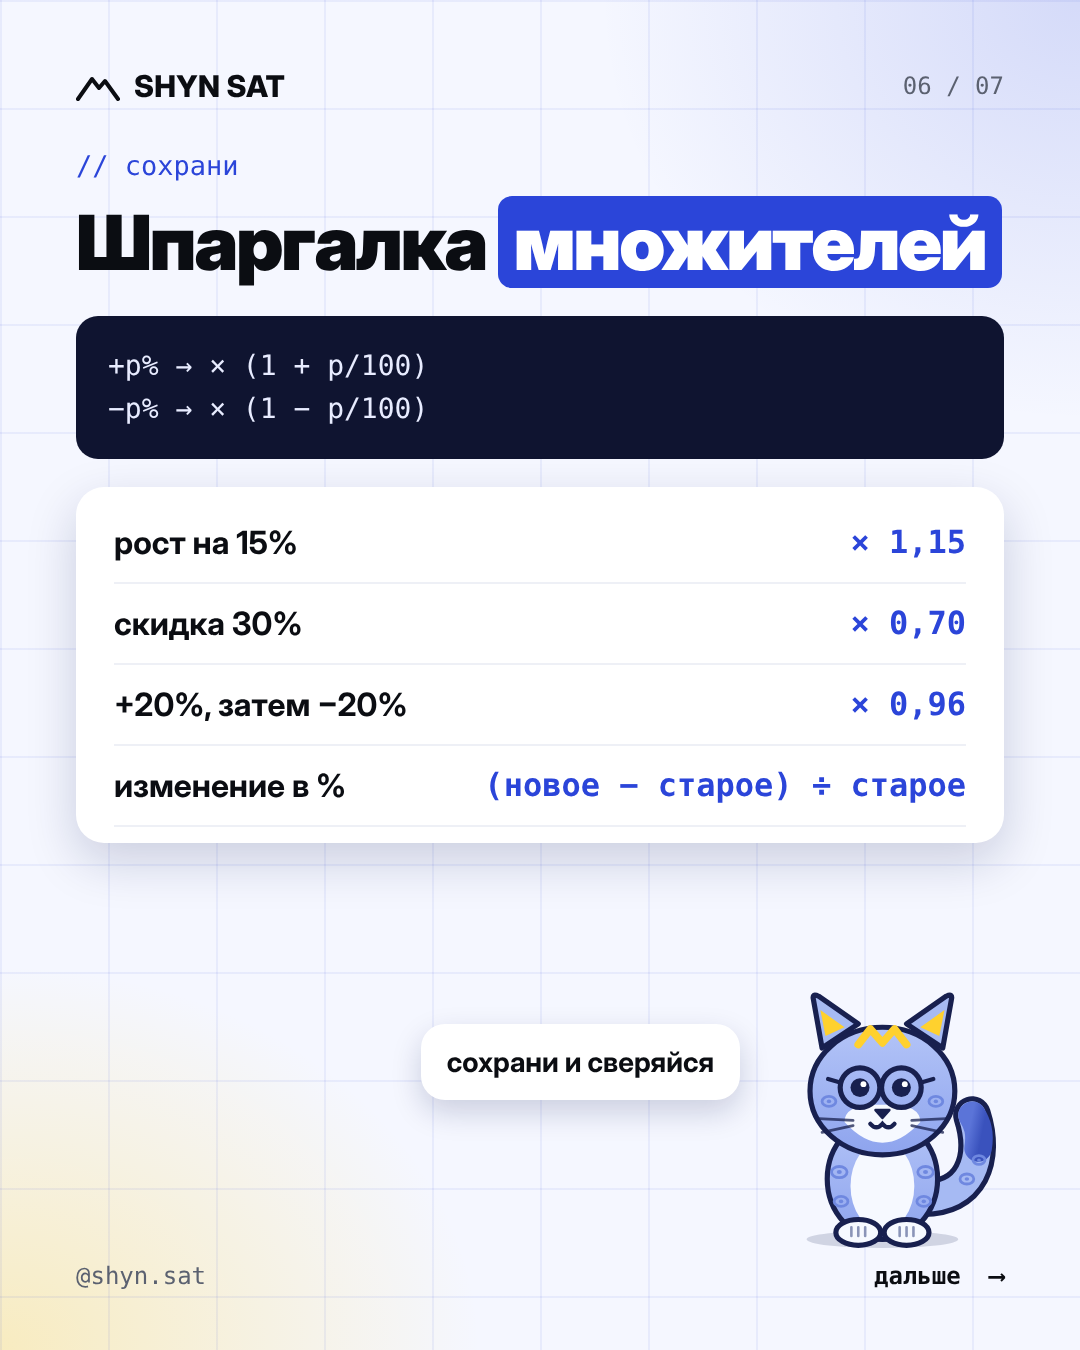 SHYN SAT
06 / 07
// сохрани
Шпаргалка множителей
+p% → × (1 + p/100)
−p% → × (1 − p/100)
рост на 15% × 1,15
скидка 30% × 0,70
+20%, затем −20% × 0,96
изменение в % (новое − старое) ÷ старое
сохрани и сверяйся
@shyn.sat
дальше →